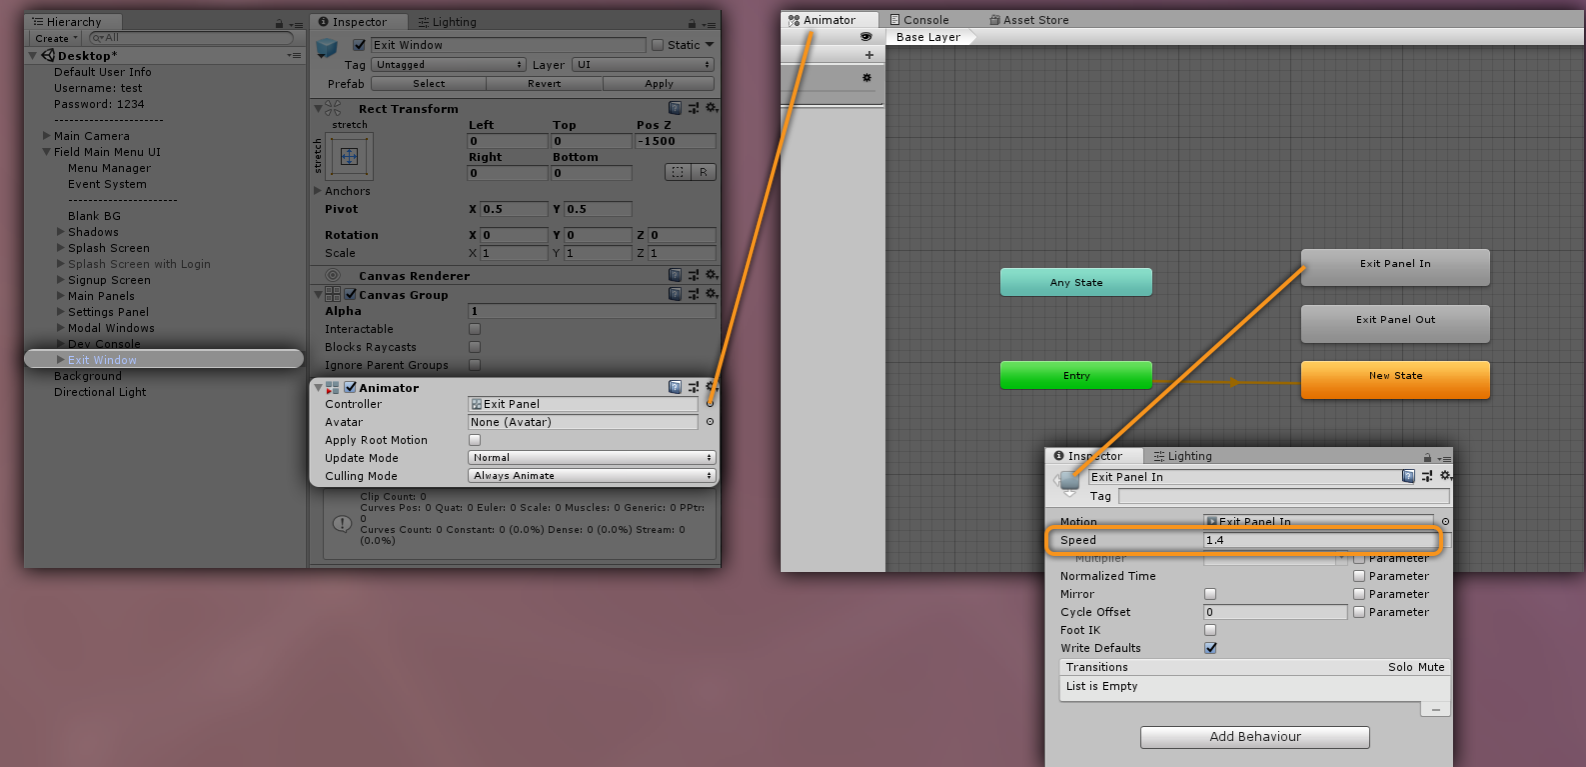 Hierarchy
Create
All
Desktop*
Default User Info
Username: test
Password: 1234
----------------------
Main Camera
Field Main Menu UI
Menu Manager
Event System
----------------------
Blank BG
Shadows
Splash Screen
Splash Screen with Login
Signup Screen
Main Panels
Settings Panel
Modal Windows
Dev Console
Exit Window
Background
Directional Light
Inspector Lighting
Exit Window Static
Tag Untagged Layer UI
Prefab Select Revert Apply
Rect Transform
stretch Left Top Pos Z
stretch 0 0 -1500
Right Bottom
0 0 R
Anchors
Pivot X 0.5 Y 0.5
Rotation X 0 Y 0 Z 0
Scale X 1 Y 1 Z 1
Canvas Renderer
Canvas Group
Alpha 1
Interactable
Blocks Raycasts
Ignore Parent Groups
Animator
Controller Exit Panel
Avatar None (Avatar)
Apply Root Motion
Update Mode Normal
Culling Mode Always Animate
Clip Count: 0
Curves Pos: 0 Quat: 0 Euler: 0 Scale: 0 Muscles: 0 Generic: 0 PPtr:
0
Curves Count: 0 Constant: 0 (0.0%) Dense: 0 (0.0%) Stream: 0
(0.0%)
Animator Console Asset Store
Base Layer
Any State
Entry
Exit Panel In
Exit Panel Out
New State
Inspector Lighting
Exit Panel In
Tag
Motion Exit Panel In
Speed 1.4
Multiplier Parameter
Normalized Time Parameter
Mirror Parameter
Cycle Offset 0 Parameter
Foot IK
Write Defaults
Transitions Solo Mute
List is Empty
Add Behaviour